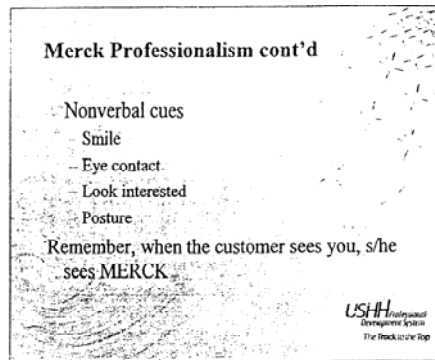 Merck Professionalism cont'd
Nonverbal cues
– Smile
– Eye contact
– Look interested
– Posture
Remember, when the customer sees you, s/he
sees MERCK
USHH Professional
Development System
The Track to the Top